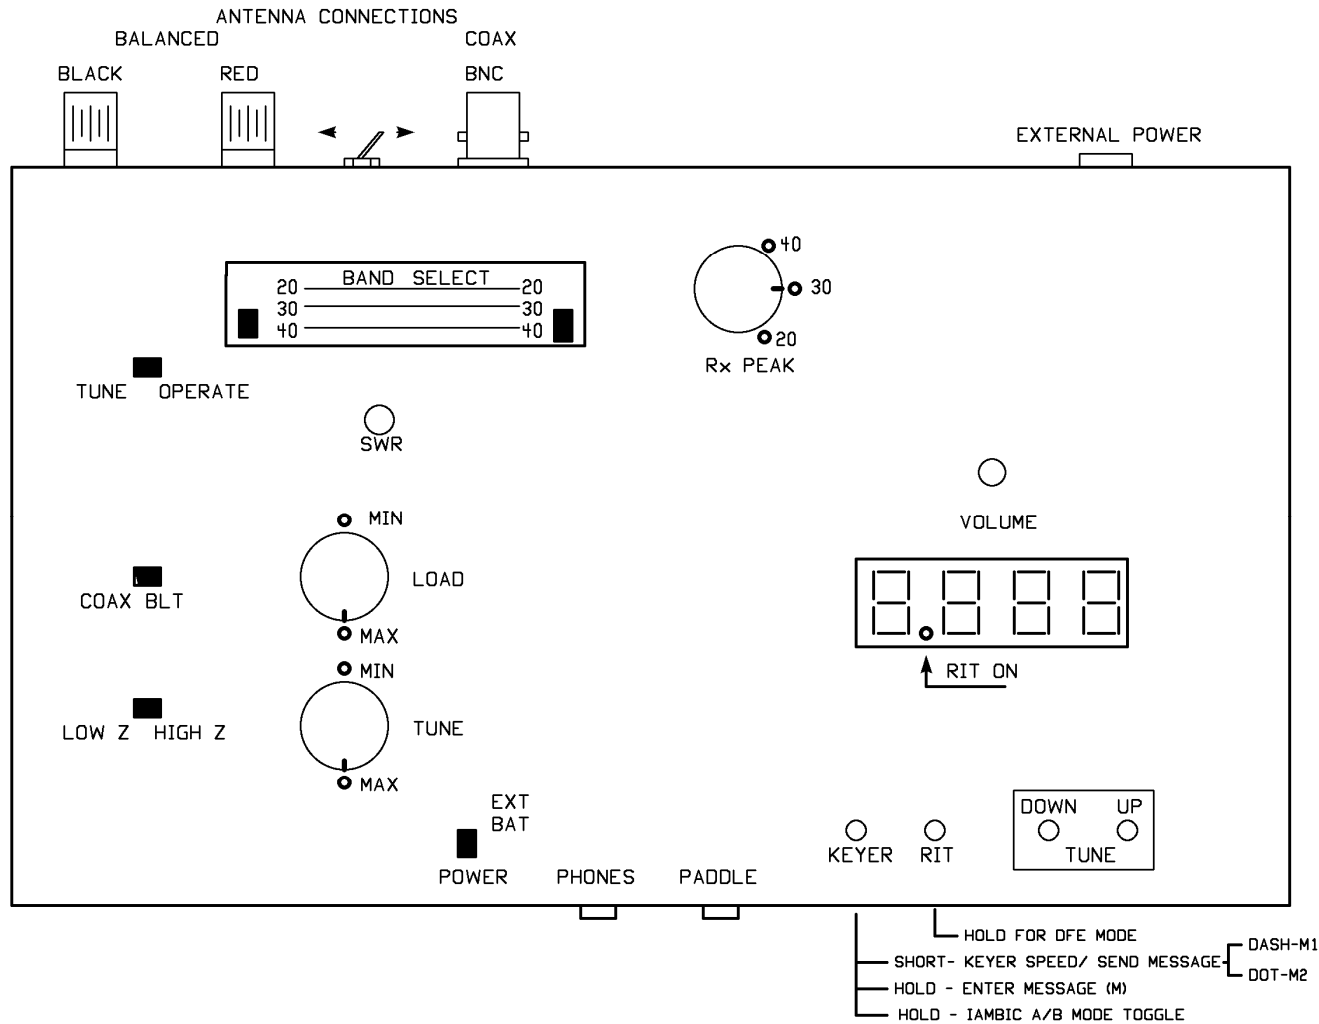 ANTENNA CONNECTIONS
BALANCED COAX
BLACK RED BNC
EXTERNAL POWER
BAND SELECT
20 20
30 30
40 40
40
30
20
Rx PEAK
TUNE OPERATE
SWR
VOLUME
MIN
LOAD
MAX
COAX BLT
8.888
RIT ON
MIN
TUNE
MAX
LOW Z HIGH Z
EXT
BAT
POWER
PHONES
PADDLE
KEYER
RIT
DOWN UP
TUNE
HOLD FOR DFE MODE
SHORT- KEYER SPEED/ SEND MESSAGE
DASH-M1
DOT-M2
HOLD - ENTER MESSAGE (M)
HOLD - IAMBIC A/B MODE TOGGLE